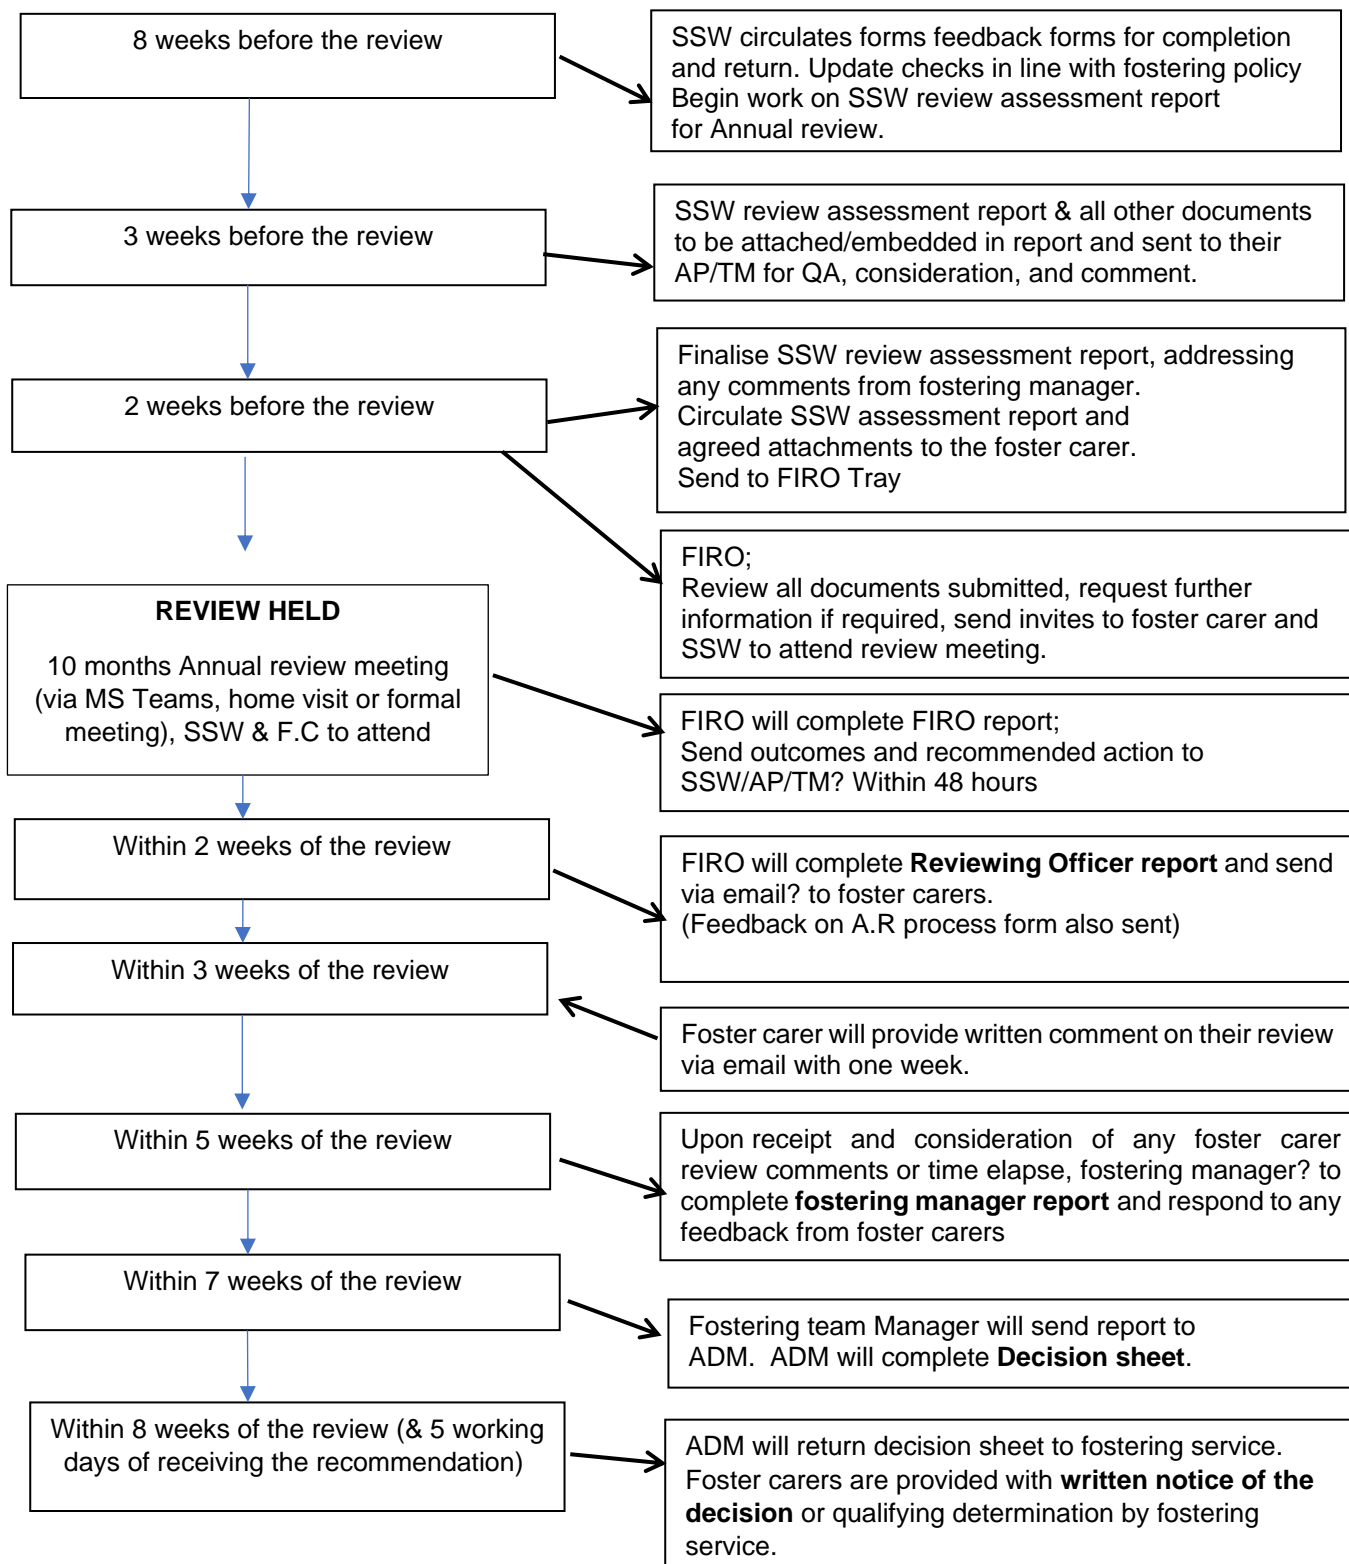 8 weeks before the review
SSW circulates forms feedback forms for completion
and return. Update checks in line with fostering policy
Begin work on SSW review assessment report
for Annual review.
3 weeks before the review
SSW review assessment report & all other documents
to be attached/embedded in report and sent to their
AP/TM for QA, consideration, and comment.
2 weeks before the review
Finalise SSW review assessment report, addressing
any comments from fostering manager.
Circulate SSW assessment report and
agreed attachments to the foster carer.
Send to FIRO Tray
FIRO;
Review all documents submitted, request further
information if required, send invites to foster carer and
SSW to attend review meeting.
REVIEW HELD
10 months Annual review meeting
(via MS Teams, home visit or formal
meeting), SSW & F.C to attend
FIRO will complete FIRO report;
Send outcomes and recommended action to
SSW/AP/TM? Within 48 hours
Within 2 weeks of the review
FIRO will complete Reviewing Officer report and send
via email? to foster carers.
(Feedback on A.R process form also sent)
Within 3 weeks of the review
Foster carer will provide written comment on their review
via email with one week.
Within 5 weeks of the review
Upon receipt and consideration of any foster carer
review comments or time elapse, fostering manager? to
complete fostering manager report and respond to any
feedback from foster carers
Within 7 weeks of the review
Fostering team Manager will send report to
ADM. ADM will complete Decision sheet.
Within 8 weeks of the review (& 5 working
days of receiving the recommendation)
ADM will return decision sheet to fostering service.
Foster carers are provided with written notice of the
decision or qualifying determination by fostering
service.